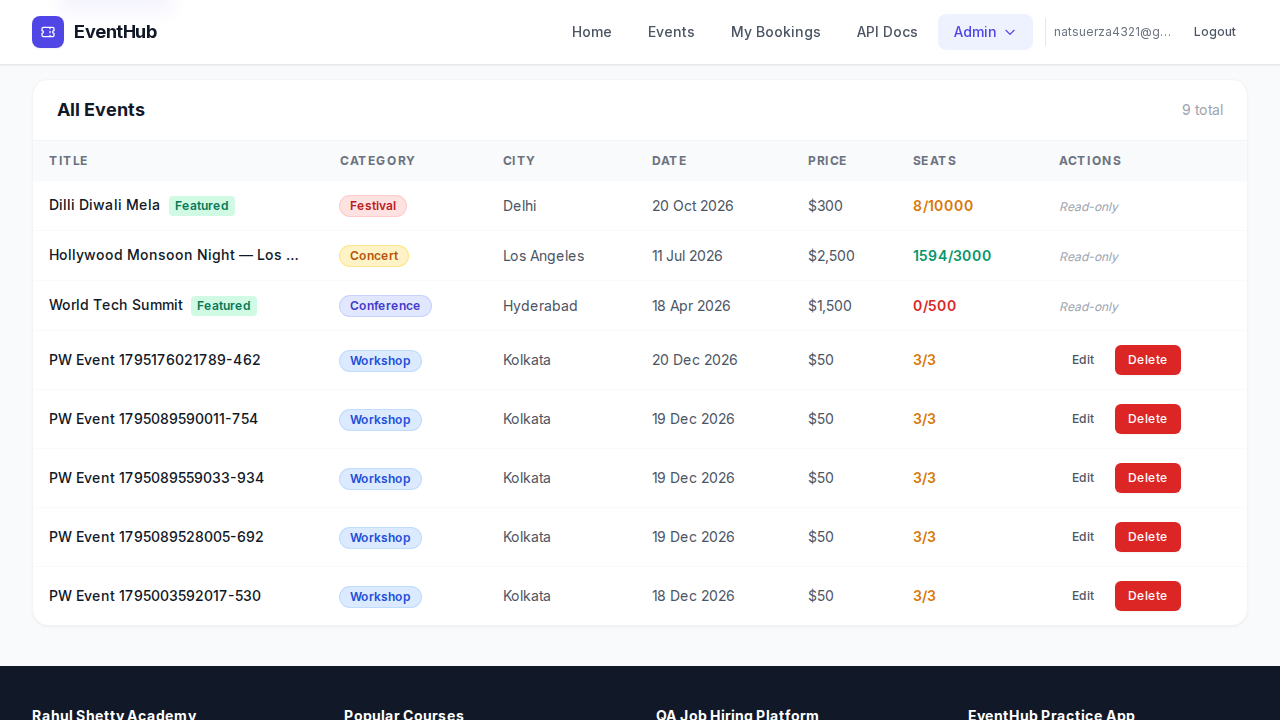 EventHub Home Events My Bookings API Docs Admin natsuerza4321@g... Logout
All Events 9 total
TITLE CATEGORY CITY DATE PRICE SEATS ACTIONS
Dilli Diwali Mela Featured Festival Delhi 20 Oct 2026 $300 8/10000 Read-only
Hollywood Monsoon Night — Los ... Concert Los Angeles 11 Jul 2026 $2,500 1594/3000 Read-only
World Tech Summit Featured Conference Hyderabad 18 Apr 2026 $1,500 0/500 Read-only
PW Event 1795176021789-462 Workshop Kolkata 20 Dec 2026 $50 3/3 Edit Delete
PW Event 1795089590011-754 Workshop Kolkata 19 Dec 2026 $50 3/3 Edit Delete
PW Event 1795089559033-934 Workshop Kolkata 19 Dec 2026 $50 3/3 Edit Delete
PW Event 1795089528005-692 Workshop Kolkata 19 Dec 2026 $50 3/3 Edit Delete
PW Event 1795003592017-530 Workshop Kolkata 18 Dec 2026 $50 3/3 Edit Delete
Rahul Shetty Academy Popular Courses QA Job Hiring Platform EventHub Practice App